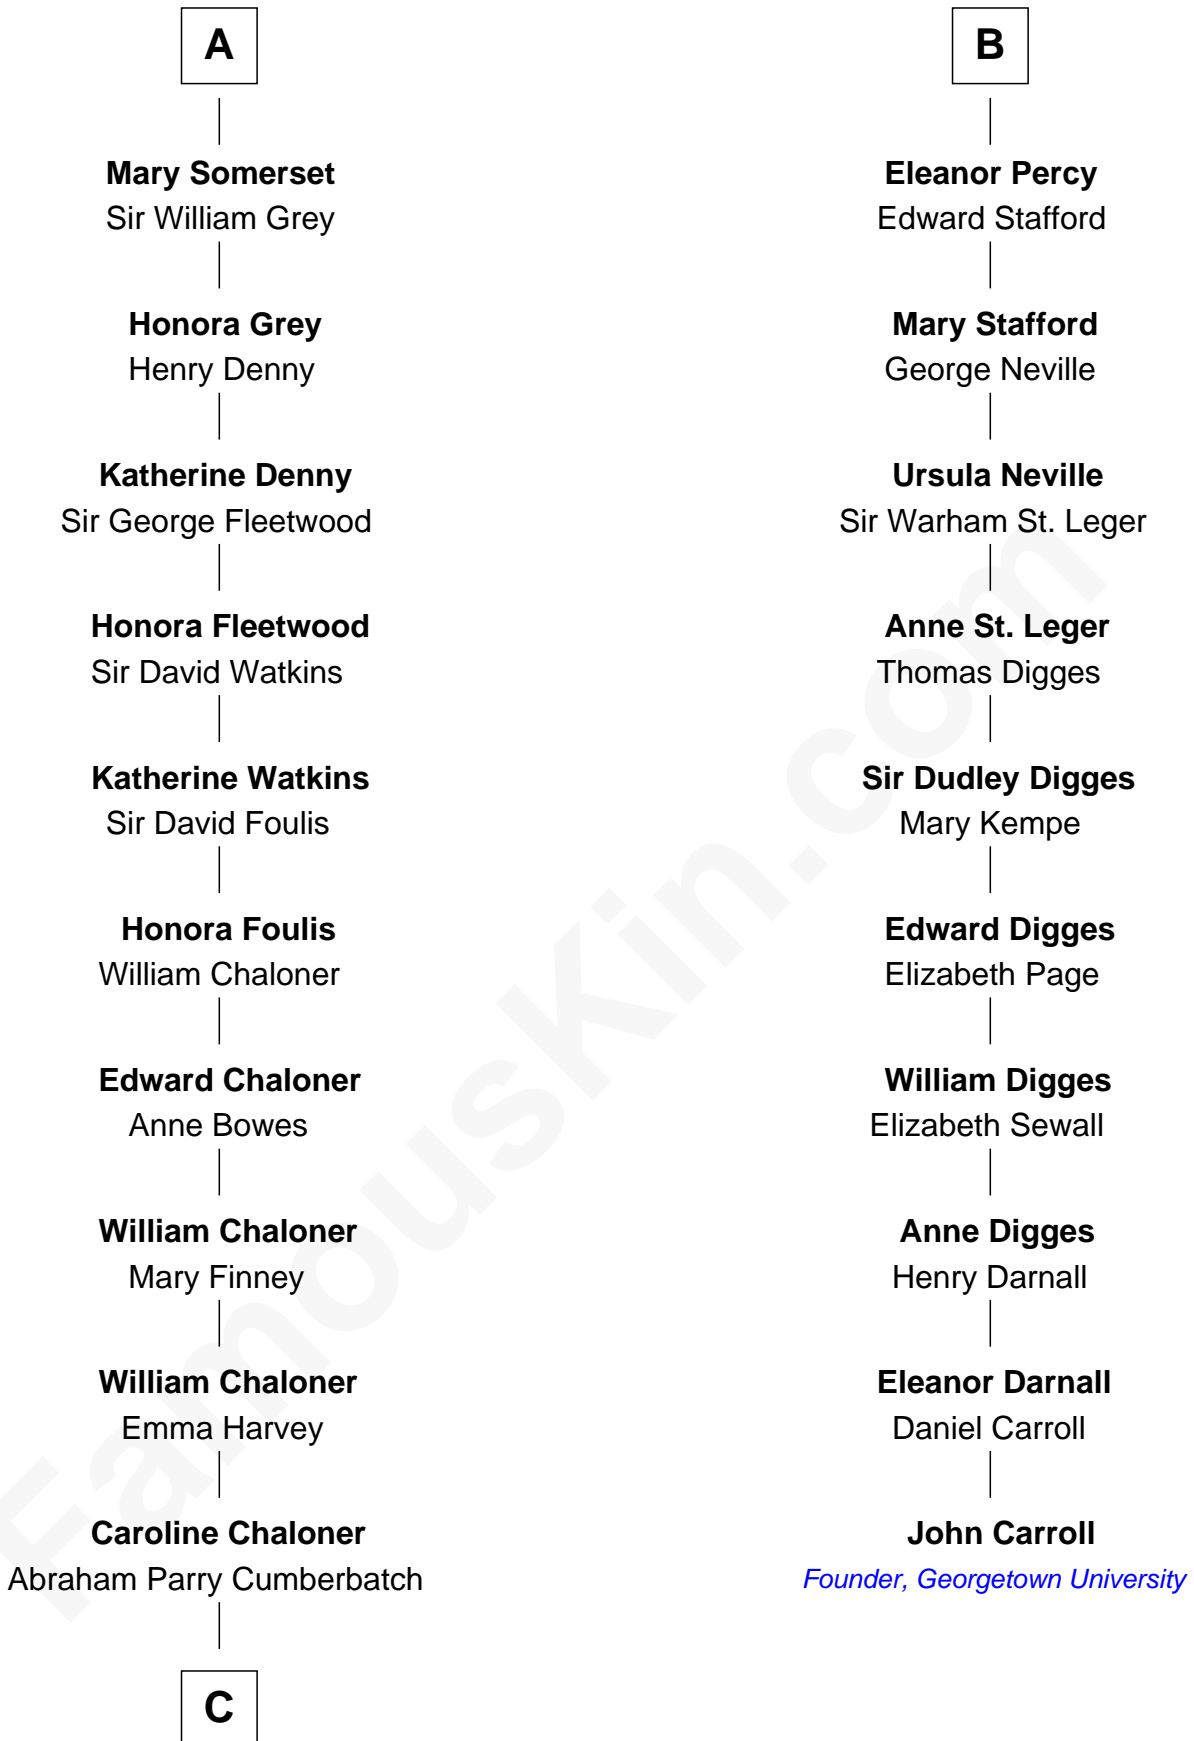 A
Mary Somerset
Sir William Grey
Honora Grey
Henry Denny
Katherine Denny
Sir George Fleetwood
Honora Fleetwood
Sir David Watkins
Katherine Watkins
Sir David Foulis
Honora Foulis
William Chaloner
Edward Chaloner
Anne Bowes
William Chaloner
Mary Finney
William Chaloner
Emma Harvey
Caroline Chaloner
Abraham Parry Cumberbatch
C
B
Eleanor Percy
Edward Stafford
Mary Stafford
George Neville
Ursula Neville
Sir Warham St. Leger
Anne St. Leger
Thomas Digges
Sir Dudley Digges
Mary Kempe
Edward Digges
Elizabeth Page
William Digges
Elizabeth Sewall
Anne Digges
Henry Darnall
Eleanor Darnall
Daniel Carroll
John Carroll
Founder, Georgetown University
FamousKin.com